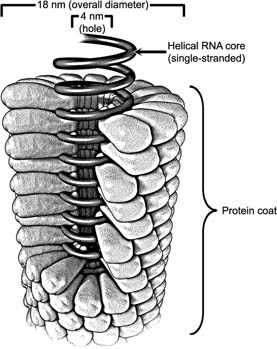 18 nm (overall diameter)
4 nm
(hole)
Helical RNA core
(single-stranded)
Protein coat